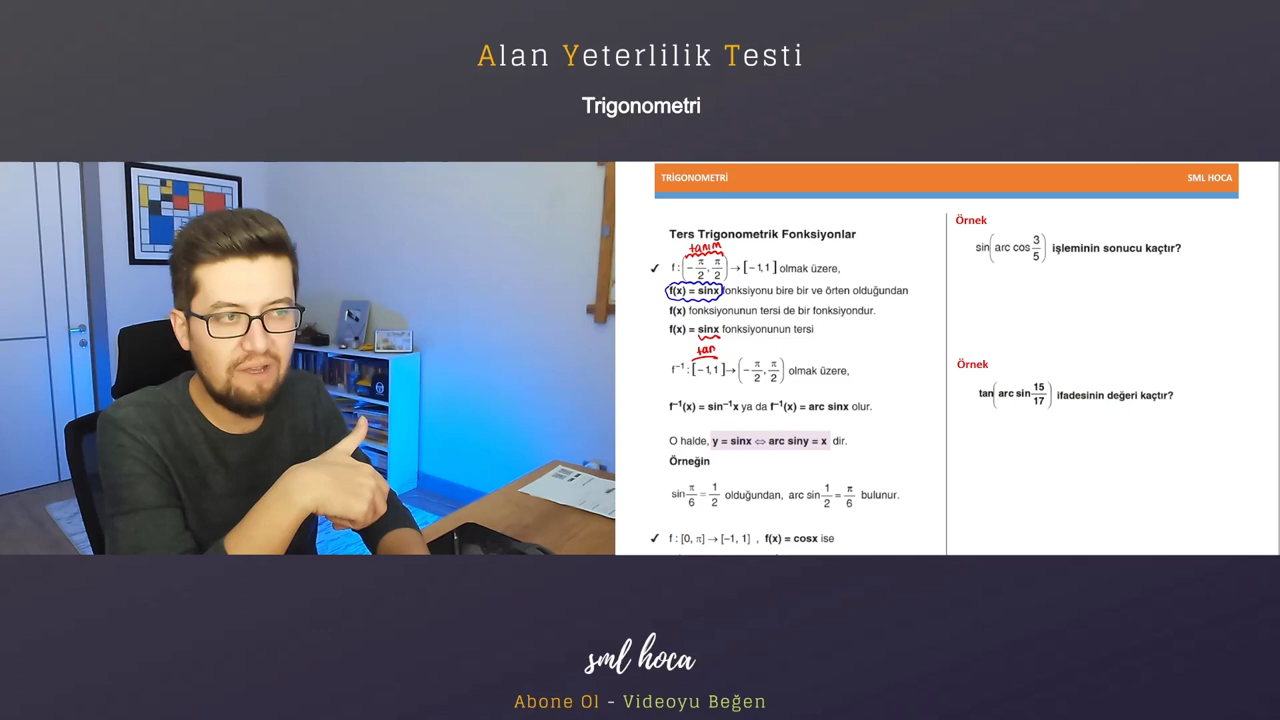 Alan Yeterlilik Testi
Trigonometri
TRİGONOMETRİ
SML HOCA
Ters Trigonometrik Fonksiyonlar
tanım
✓ f : (-π/2, π/2) → [-1,1] olmak üzere,
f(x) = sinx fonksiyonu bire bir ve örten olduğundan
f(x) fonksiyonunun tersi de bir fonksiyondur.
f(x) = sinx fonksiyonunun tersi
tan
f⁻¹ : [-1,1] → (-π/2, π/2) olmak üzere,
f⁻¹(x) = sin⁻¹x ya da f⁻¹(x) = arc sinx olur.
O halde, y = sinx ⇔ arc siny = x dir.
Örneğin
sin π/6 = 1/2 olduğundan, arc sin 1/2 = π/6 bulunur.
✓ f : [0, π] → [-1, 1] , f(x) = cosx ise
Örnek
sin(arc cos 3/5) işleminin sonucu kaçtır?
Örnek
tan(arc sin 15/17) ifadesinin değeri kaçtır?
sml hoca
Abone Ol - Videoyu Beğen